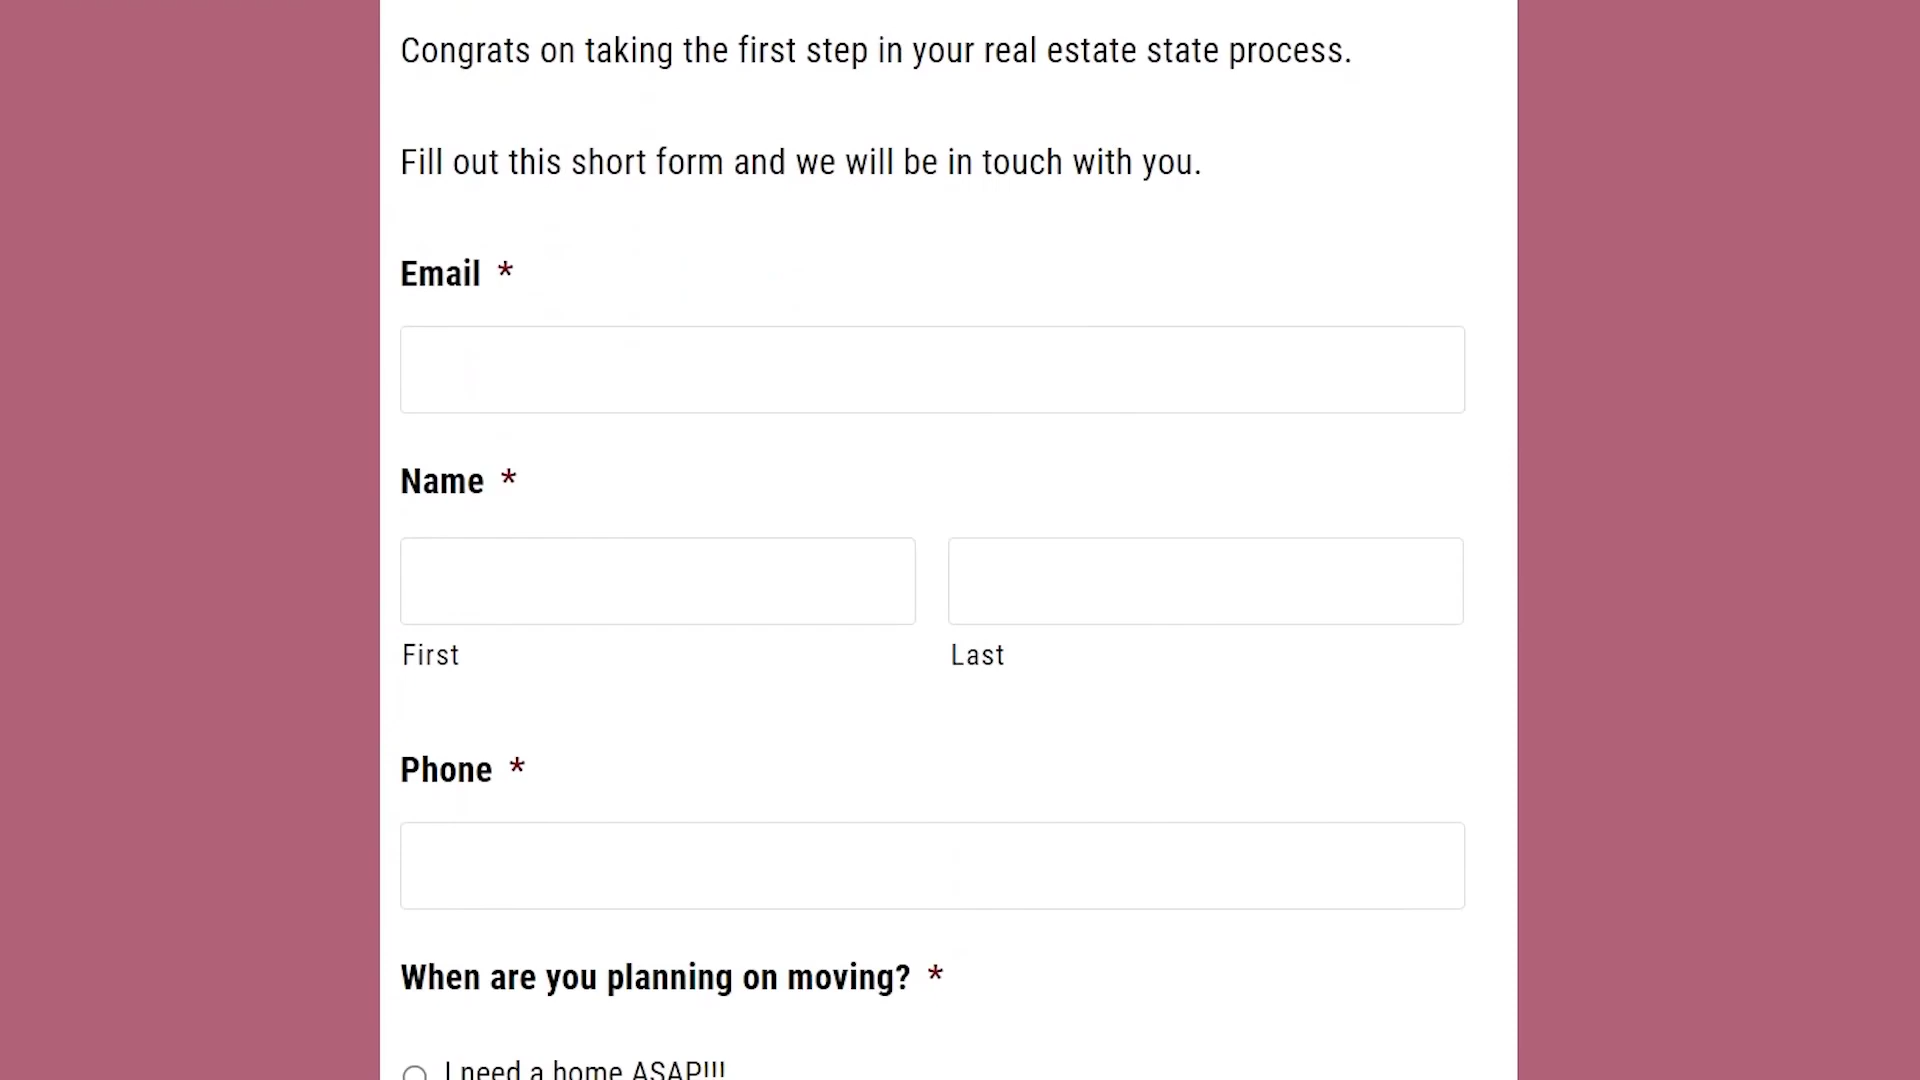 Congrats on taking the first step in your real estate state process.
Fill out this short form and we will be in touch with you.
Email *
Name *
First Last
Phone *
When are you planning on moving? *
I need a home ASAP!!!